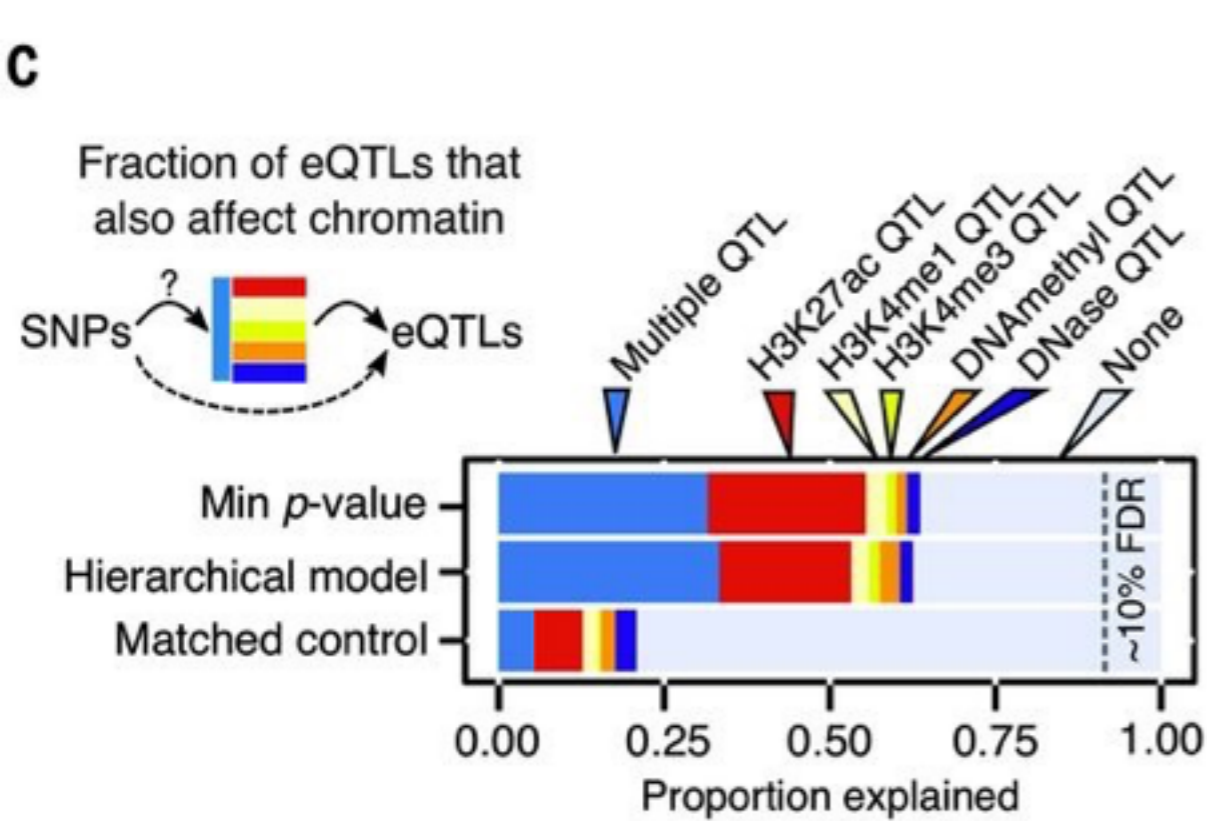 C
Fraction of eQTLs that
also affect chromatin
?
SNPs
eQTLs
Multiple QTL
H3K27ac QTL
H3K4me1 QTL
H3K4me3 QTL
DNAmethyl QTL
DNase QTL
None
Min p-value
Hierarchical model
Matched control
~10% FDR
0.00 0.25 0.50 0.75 1.00
Proportion explained